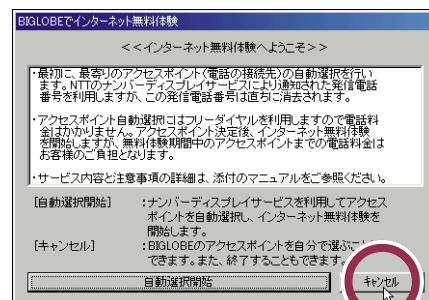 BIGLOBEでインターネット無料体験
<<インターネット無料体験へようこそ>>
・最初に、最寄りのアクセスポイント(電話の接続先)の自動選択を行い
ます。NTTのナンバーディスプレイサービスにより通知された発信電話
番号を利用しますが、この発信電話番号は直ちに消去されます。
・アクセスポイント自動選択にはフリーダイヤルを利用しますので電話料
金はかかりません。アクセスポイント決定後、インターネット無料体験
を開始しますが、無料体験期間中のアクセスポイントまでの電話料金は
お客様のご負担となります。
・サービス内容と注意事項の詳細は、添付のマニュアルをご参照ください。
[自動選択開始] :ナンバーディスプレイサービスを利用してアクセス
ポイントを自動選択し、インターネット無料体験を
開始します。
[キャンセル] :BIGLOBEのアクセスポイントを自分で選ぶ
できます。また、終了することもできます。
自動選択開始 キャンセル